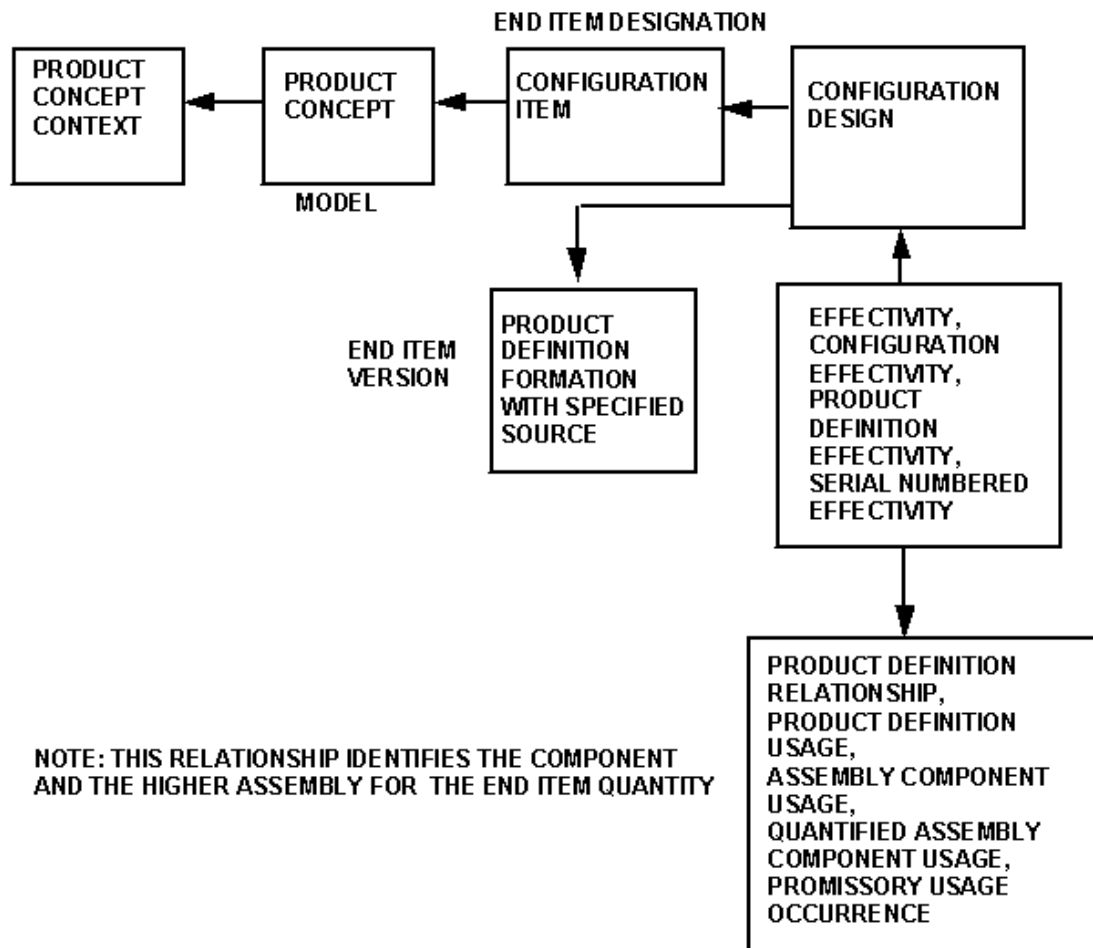 END ITEM DESIGNATION
PRODUCT
CONCEPT
CONTEXT
PRODUCT
CONCEPT
CONFIGURATION
ITEM
CONFIGURATION
DESIGN
MODEL
END ITEM
VERSION
PRODUCT
DEFINITION
FORMATION
WITH SPECIFIED
SOURCE
EFFECTIVITY,
CONFIGURATION
EFFECTIVITY,
PRODUCT
DEFINITION
EFFECTIVITY,
SERIAL NUMBERED
EFFECTIVITY
NOTE: THIS RELATIONSHIP IDENTIFIES THE COMPONENT
AND THE HIGHER ASSEMBLY FOR THE END ITEM QUANTITY
PRODUCT DEFINITION
RELATIONSHIP,
PRODUCT DEFINITION
USAGE,
ASSEMBLY COMPONENT
USAGE,
QUANTIFIED ASSEMBLY
COMPONENT USAGE,
PROMISSORY USAGE
OCCURRENCE